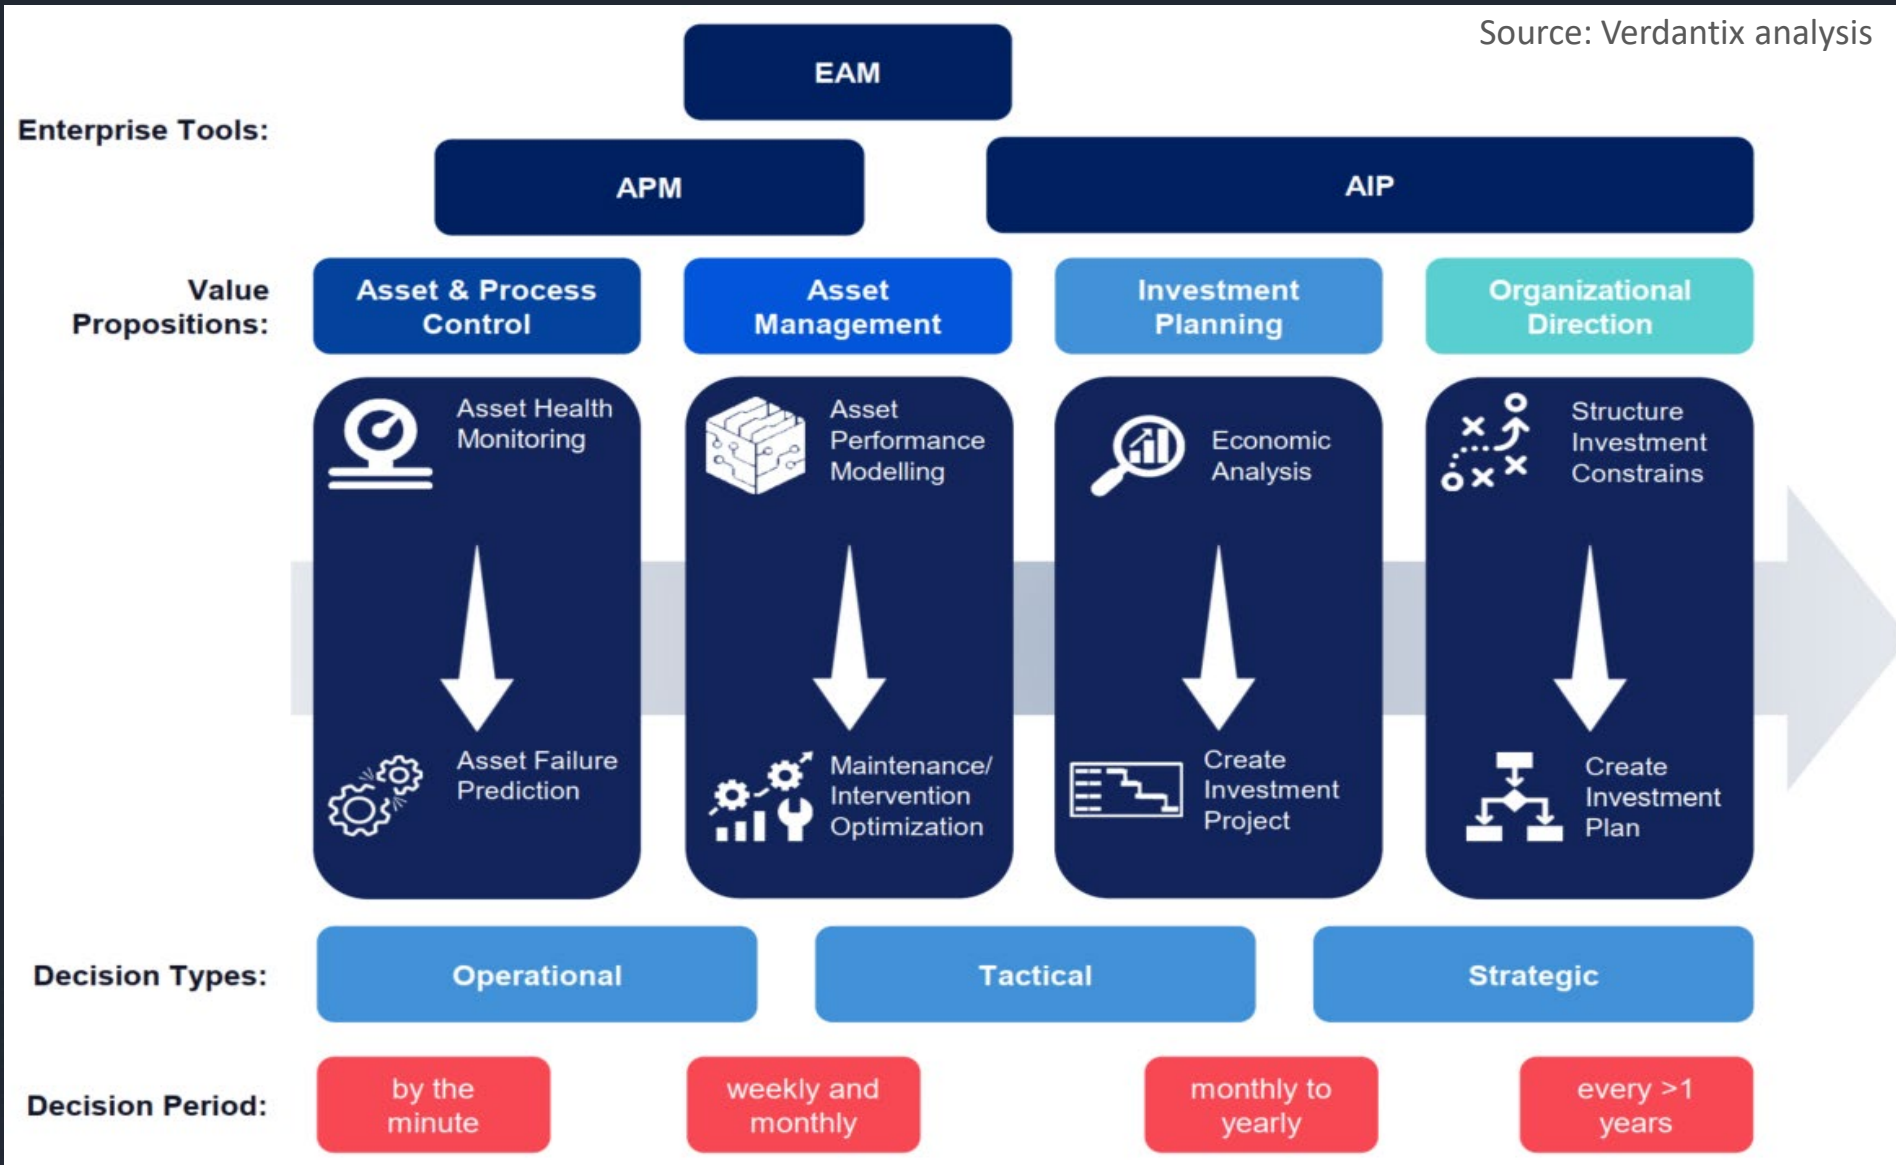 Source: Verdantix analysis
EAM
Enterprise Tools:
APM
AIP
Value
Propositions:
Asset & Process
Control
Asset
Management
Investment
Planning
Organizational
Direction
Asset Health
Monitoring
Asset
Performance
Modelling
Economic
Analysis
Structure
Investment
Constrains
Asset Failure
Prediction
Maintenance/
Intervention
Optimization
Create
Investment
Project
Create
Investment
Plan
Decision Types:
Operational
Tactical
Strategic
Decision Period:
by the
minute
weekly and
monthly
monthly to
yearly
every >1
years